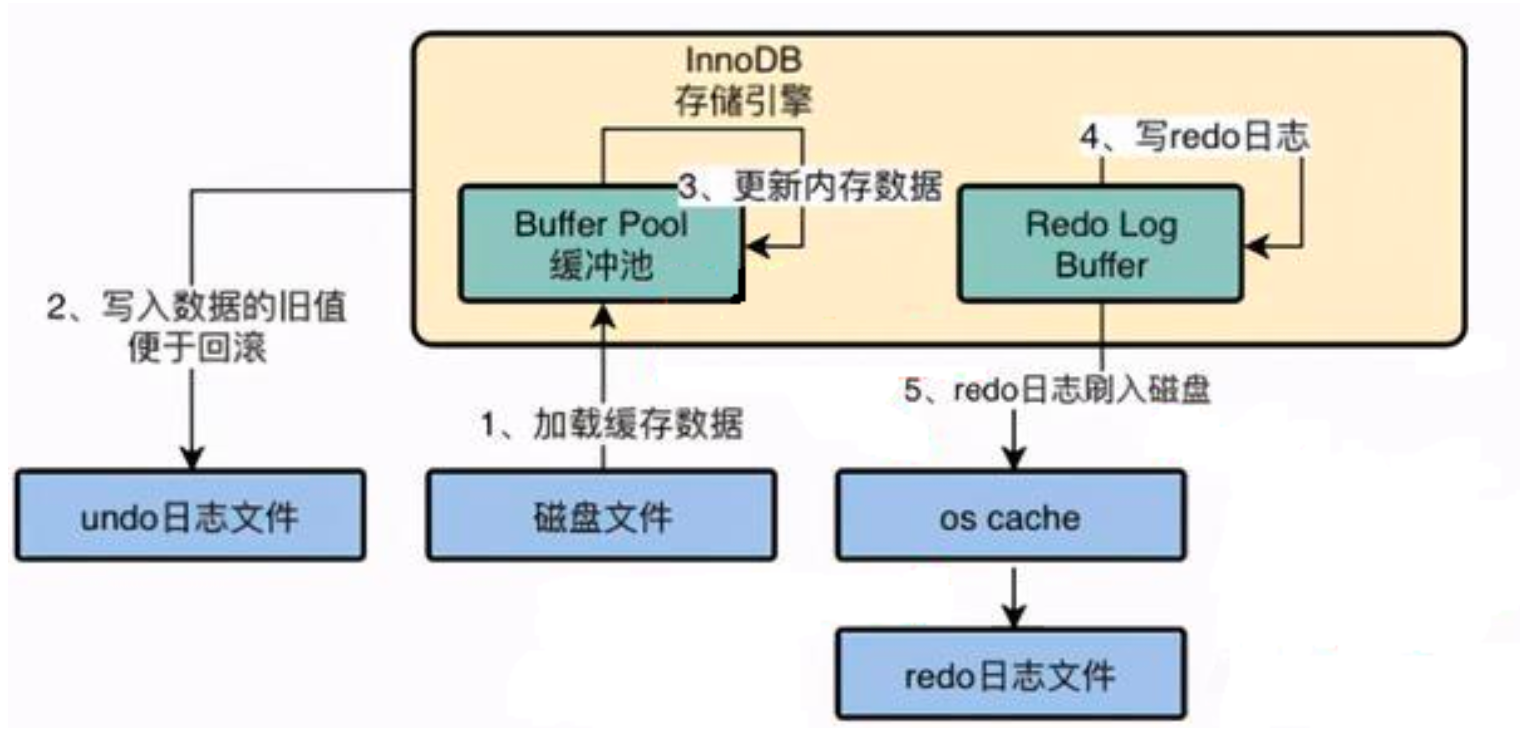 InnoDB
存储引擎
4、写redo日志
3、更新内存数据
Buffer Pool
缓冲池
Redo Log
Buffer
2、写入数据的旧值
便于回滚
5、redo日志刷入磁盘
1、加载缓存数据
undo日志文件
磁盘文件
os cache
redo日志文件